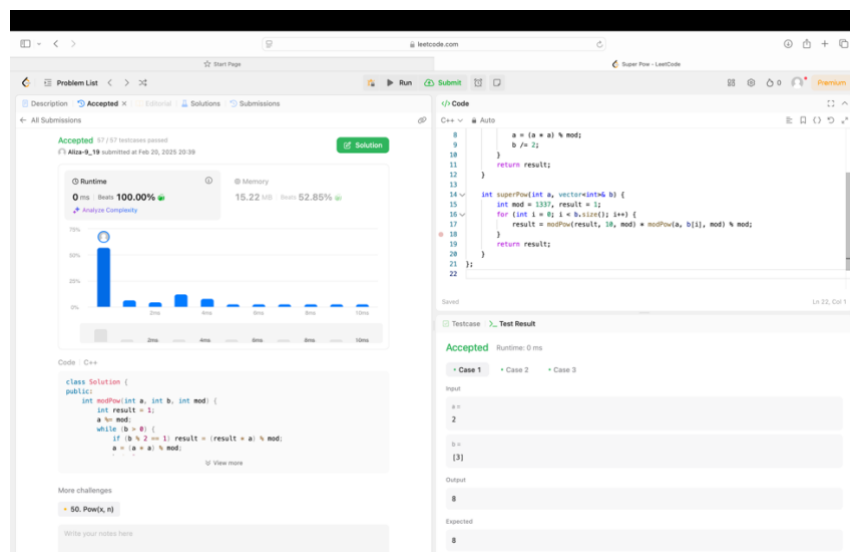 leetcode.com
Start Page
Super Pow - LeetCode
Problem List
Run
Submit
0
Premium
Description
Accepted
Editorial
Solutions
Submissions
All Submissions
Accepted 57 / 57 testcases passed
Aliza-9_19 submitted at Feb 20, 2025 20:39
Solution
Runtime
0 ms Beats 100.00%
Analyze Complexity
Memory
15.22 MB Beats 52.85%
75%
50%
25%
0%
2ms 4ms 6ms 8ms 10ms
2ms 4ms 6ms 8ms 10ms
Code C++
class Solution {
public:
int modPow(int a, int b, int mod) {
int result = 1;
a %= mod;
while (b > 0) {
if (b % 2 == 1) result = (result * a) % mod;
a = (a * a) % mod;
View more
More challenges
50. Pow(x, n)
Write your notes here
</> Code
C++ Auto
8 a = (a * a) % mod;
9 b /= 2;
10 }
11 return result;
12 }
13
14 int superPow(int a, vector<int>& b) {
15 int mod = 1337, result = 1;
16 for (int i = 0; i < b.size(); i++) {
17 result = modPow(result, 10, mod) * modPow(a, b[i], mod) % mod;
18 }
19 return result;
20 }
21 };
22
Saved
Ln 22, Col 1
Testcase
Test Result
Accepted Runtime: 0 ms
Case 1
Case 2
Case 3
Input
a =
2
b =
[3]
Output
8
Expected
8